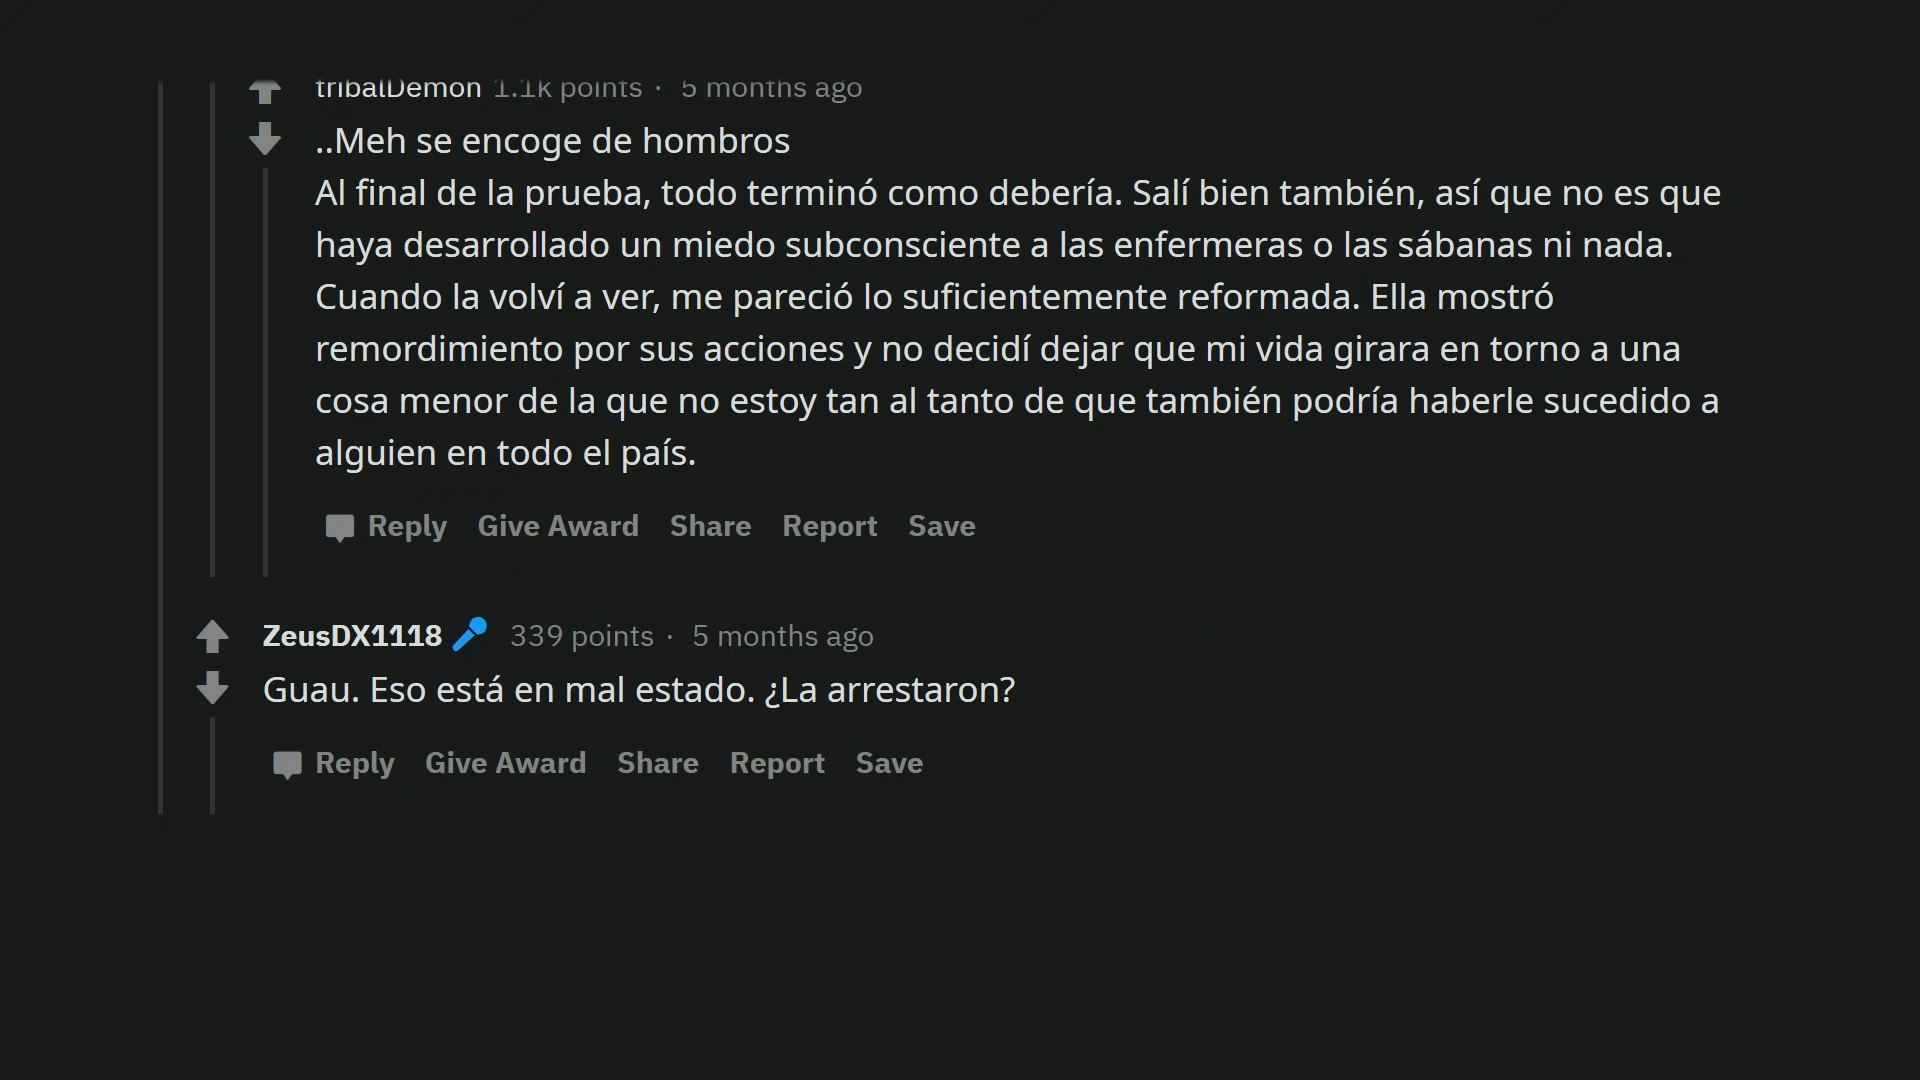 tribalDemon 1.1k points · 5 months ago
..Meh se encoge de hombros
Al final de la prueba, todo terminó como debería. Salí bien también, así que no es que
haya desarrollado un miedo subconsciente a las enfermeras o las sábanas ni nada.
Cuando la volví a ver, me pareció lo suficientemente reformada. Ella mostró
remordimiento por sus acciones y no decidí dejar que mi vida girara en torno a una
cosa menor de la que no estoy tan al tanto de que también podría haberle sucedido a
alguien en todo el país.
Reply Give Award Share Report Save
ZeusDX1118 339 points · 5 months ago
Guau. Eso está en mal estado. ¿La arrestaron?
Reply Give Award Share Report Save